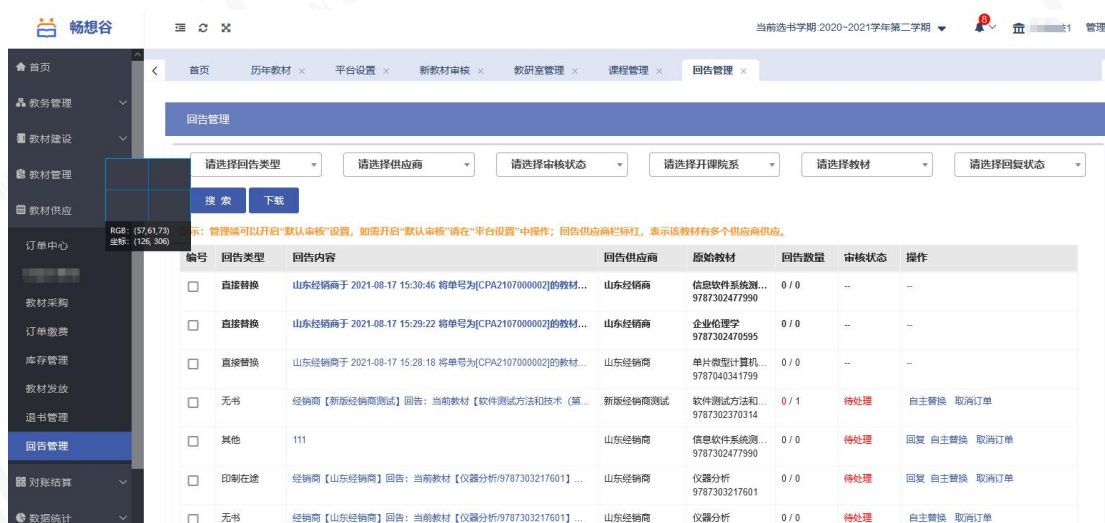 畅想谷
当前选书学期:2020~2021学年第二学期
8
1
管理
首页
教务管理
教材建设
教材管理
教材供应
订单中心
教材采购
订单缴费
库存管理
教材发放
退书管理
回告管理
对账结算
数据统计
RGB: (57,61,73)
坐标: (126, 306)
首页 历年教材 × 平台设置 × 新教材审核 × 教研室管理 × 课程管理 × 回告管理 ×
回告管理
请选择回告类型 请选择供应商 请选择审核状态 请选择开课院系 请选择教材 请选择回复状态
搜 索 下载
示：管理端可以开启“默认审核”设置，如需开启“默认审核”请在“平台设置”中操作；回告供应商栏标红，表示该教材有多个供应商供应。
编号 回告类型 回告内容 回告供应商 原始教材 回告数量 审核状态 操作
直接替换 山东经销商于 2021-08-17 15:30:46 将单号为[CPA2107000002]的教材... 山东经销商 信息软件系统测... 0 / 0 -- --
9787302477990
直接替换 山东经销商于 2021-08-17 15:29:22 将单号为[CPA2107000002]的教材... 山东经销商 企业伦理学 0 / 0 -- --
9787302470595
直接替换 山东经销商于 2021-08-17 15:28:18 将单号为[CPA2107000002]的教材... 山东经销商 单片微型计算机... 0 / 0 -- --
9787040341799
无书 经销商【新版经销商测试】回告：当前教材【软件测试方法和技术（第... 新版经销商测试 软件测试方法和... 0 / 1 待处理 自主替换 取消订单
9787302370314
其他 111 山东经销商 信息软件系统测... 0 / 0 待处理 回复 自主替换 取消订单
9787302477990
印制在途 经销商【山东经销商】回告：当前教材【仪器分析/9787303217601】... 山东经销商 仪器分析 0 / 0 待处理 回复 自主替换 取消订单
9787303217601
无书 经销商【山东经销商】回告：当前教材【仪器分析/9787303217601】... 山东经销商 仪器分析 0 / 0 待处理 自主替换 取消订单